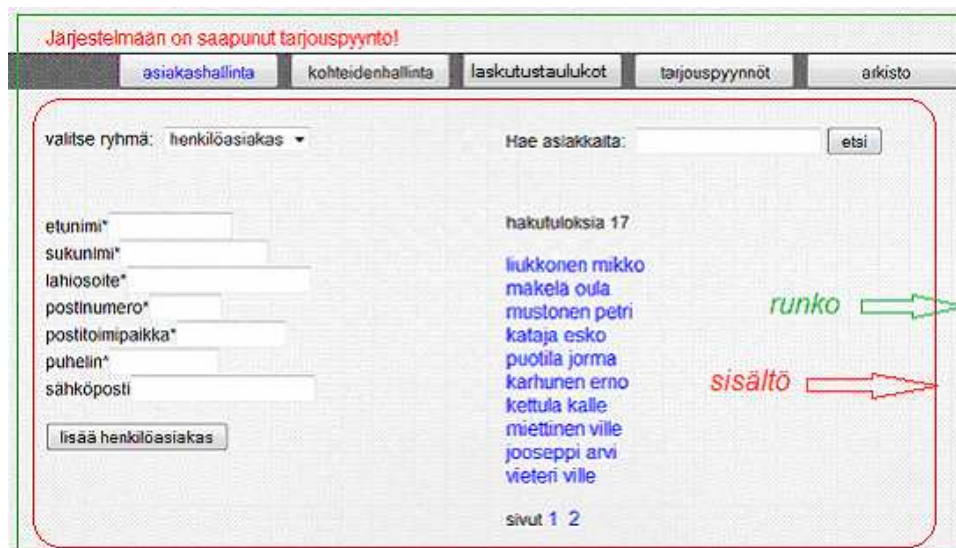 Järjestelmään on saapunut tarjouspyyntö!
asiakashallinta kohteidenhallinta laskutustaulukot tarjouspyynnöt arkisto
valitse ryhmä: henkilöasiakas
Hae asiakkaita: etsi
etunimi*
sukunimi*
lahiosoite*
postinumero*
postitoimipaikka*
puhelin*
sähköposti
lisää henkilöasiakas
hakutuloksia 17
liukkonen mikko
makela oula
mustonen petri
kataja esko
puotila jorma
karhunen erno
kettula kalle
miettinen ville
jooseppi arvi
vieteri ville
sivut 1 2
runko
sisältö